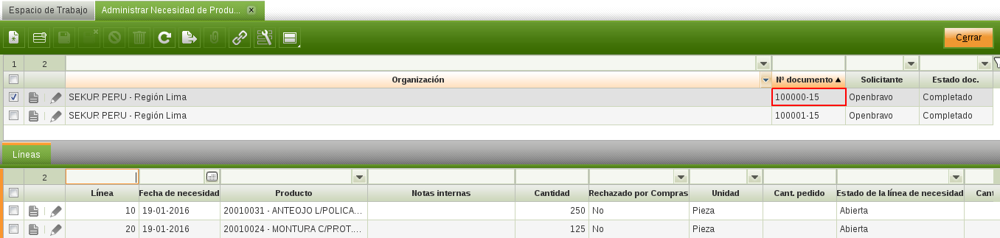 Espacio de Trabajo Administrar Necesidad de Produ... x
Cerrar
1 2
Organización Nº documento Solicitante Estado doc.
SEKUR PERU - Región Lima 100000-15 Openbravo Completado
SEKUR PERU - Región Lima 100001-15 Openbravo Completado
Líneas
2
Línea Fecha de necesidad Producto Notas internas Cantidad Rechazado por Compras Unidad Cant. pedido Estado de la línea de necesidad Cant
10 19-01-2016 20010031 - ANTEOJO L/POLICA... 250 No Pieza Abierta
20 19-01-2016 20010024 - MONTURA C/PROT.... 125 No Pieza Abierta